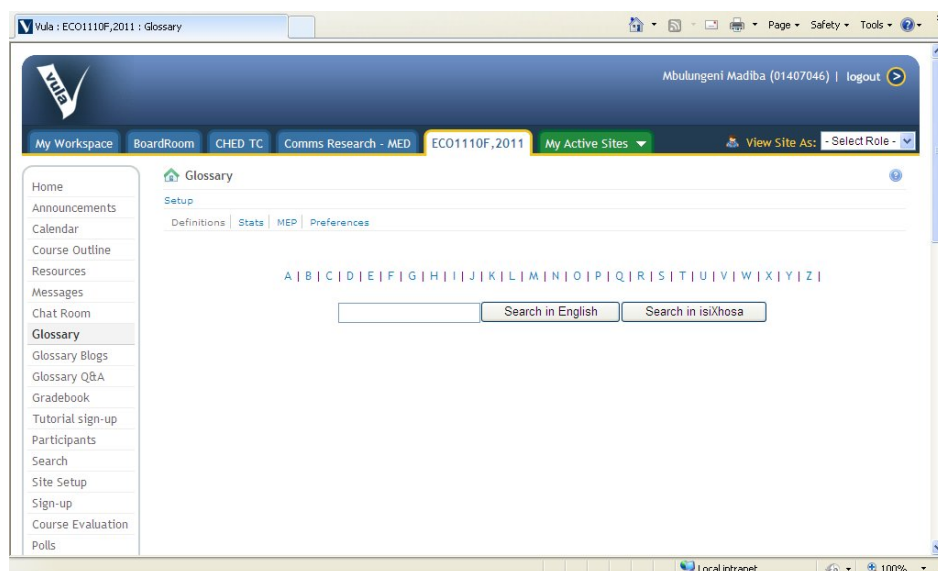 Vula : ECO1110F,2011 : Glossary
Page Safety Tools
vula
Mbulungeni Madiba (01407046) | logout
My Workspace BoardRoom CHED TC Comms Research - MED ECO1110F,2011 My Active Sites View Site As: - Select Role -
Glossary
Setup
Definitions | Stats | MEP | Preferences
A | B | C | D | E | F | G | H | I | J | K | L | M | N | O | P | Q | R | S | T | U | V | W | X | Y | Z |
Search in English Search in isiXhosa
Home
Announcements
Calendar
Course Outline
Resources
Messages
Chat Room
Glossary
Glossary Blogs
Glossary Q&A
Gradebook
Tutorial sign-up
Participants
Search
Site Setup
Sign-up
Course Evaluation
Polls
Local intranet 100%